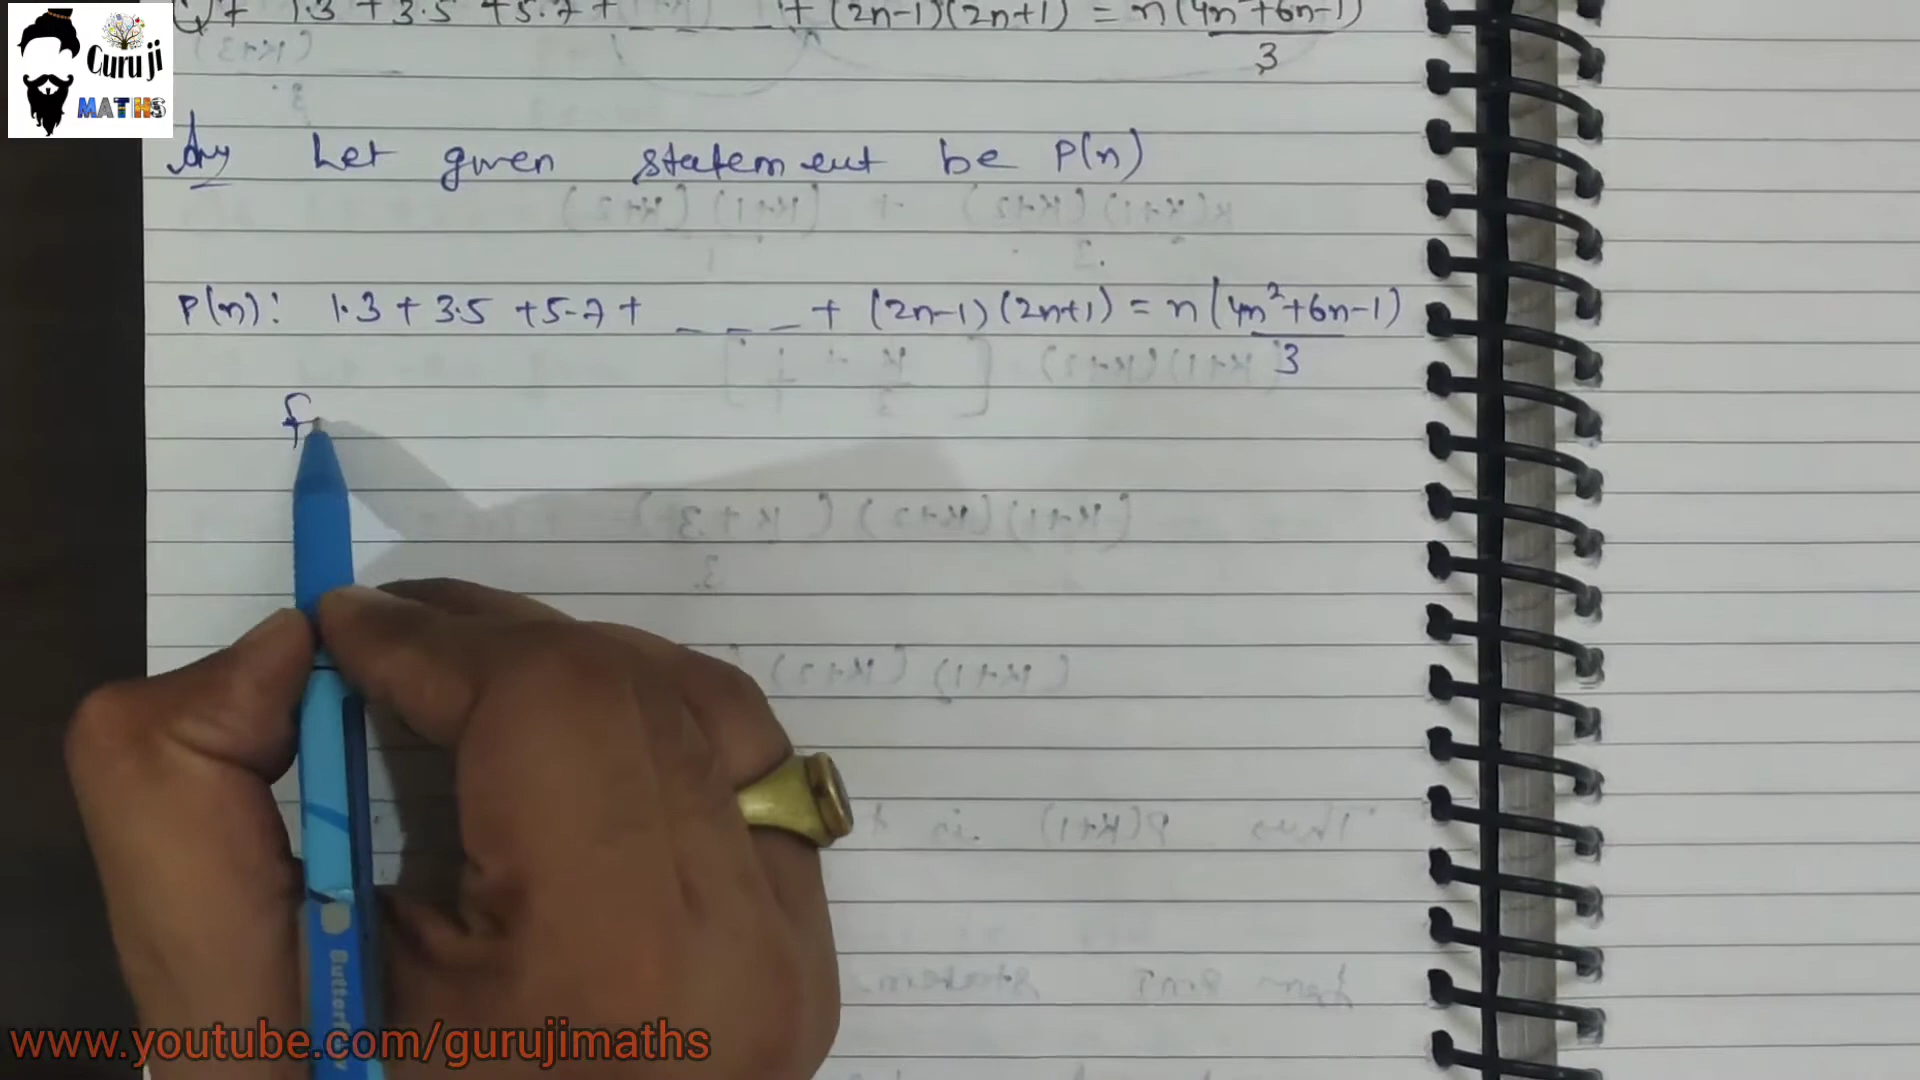 Guru ji
MATHS
1.3 + 3.5 + 5.7 + _ _ _ _ + (2n-1)(2n+1) = n(4n²+6n-1)
3
Ans Let given statement be P(n)
P(n): 1.3 + 3.5 + 5.7 + _ _ _ + (2n-1)(2n+1) = n(4n²+6n-1)
3
f
Butterflow
www.youtube.com/gurujimaths